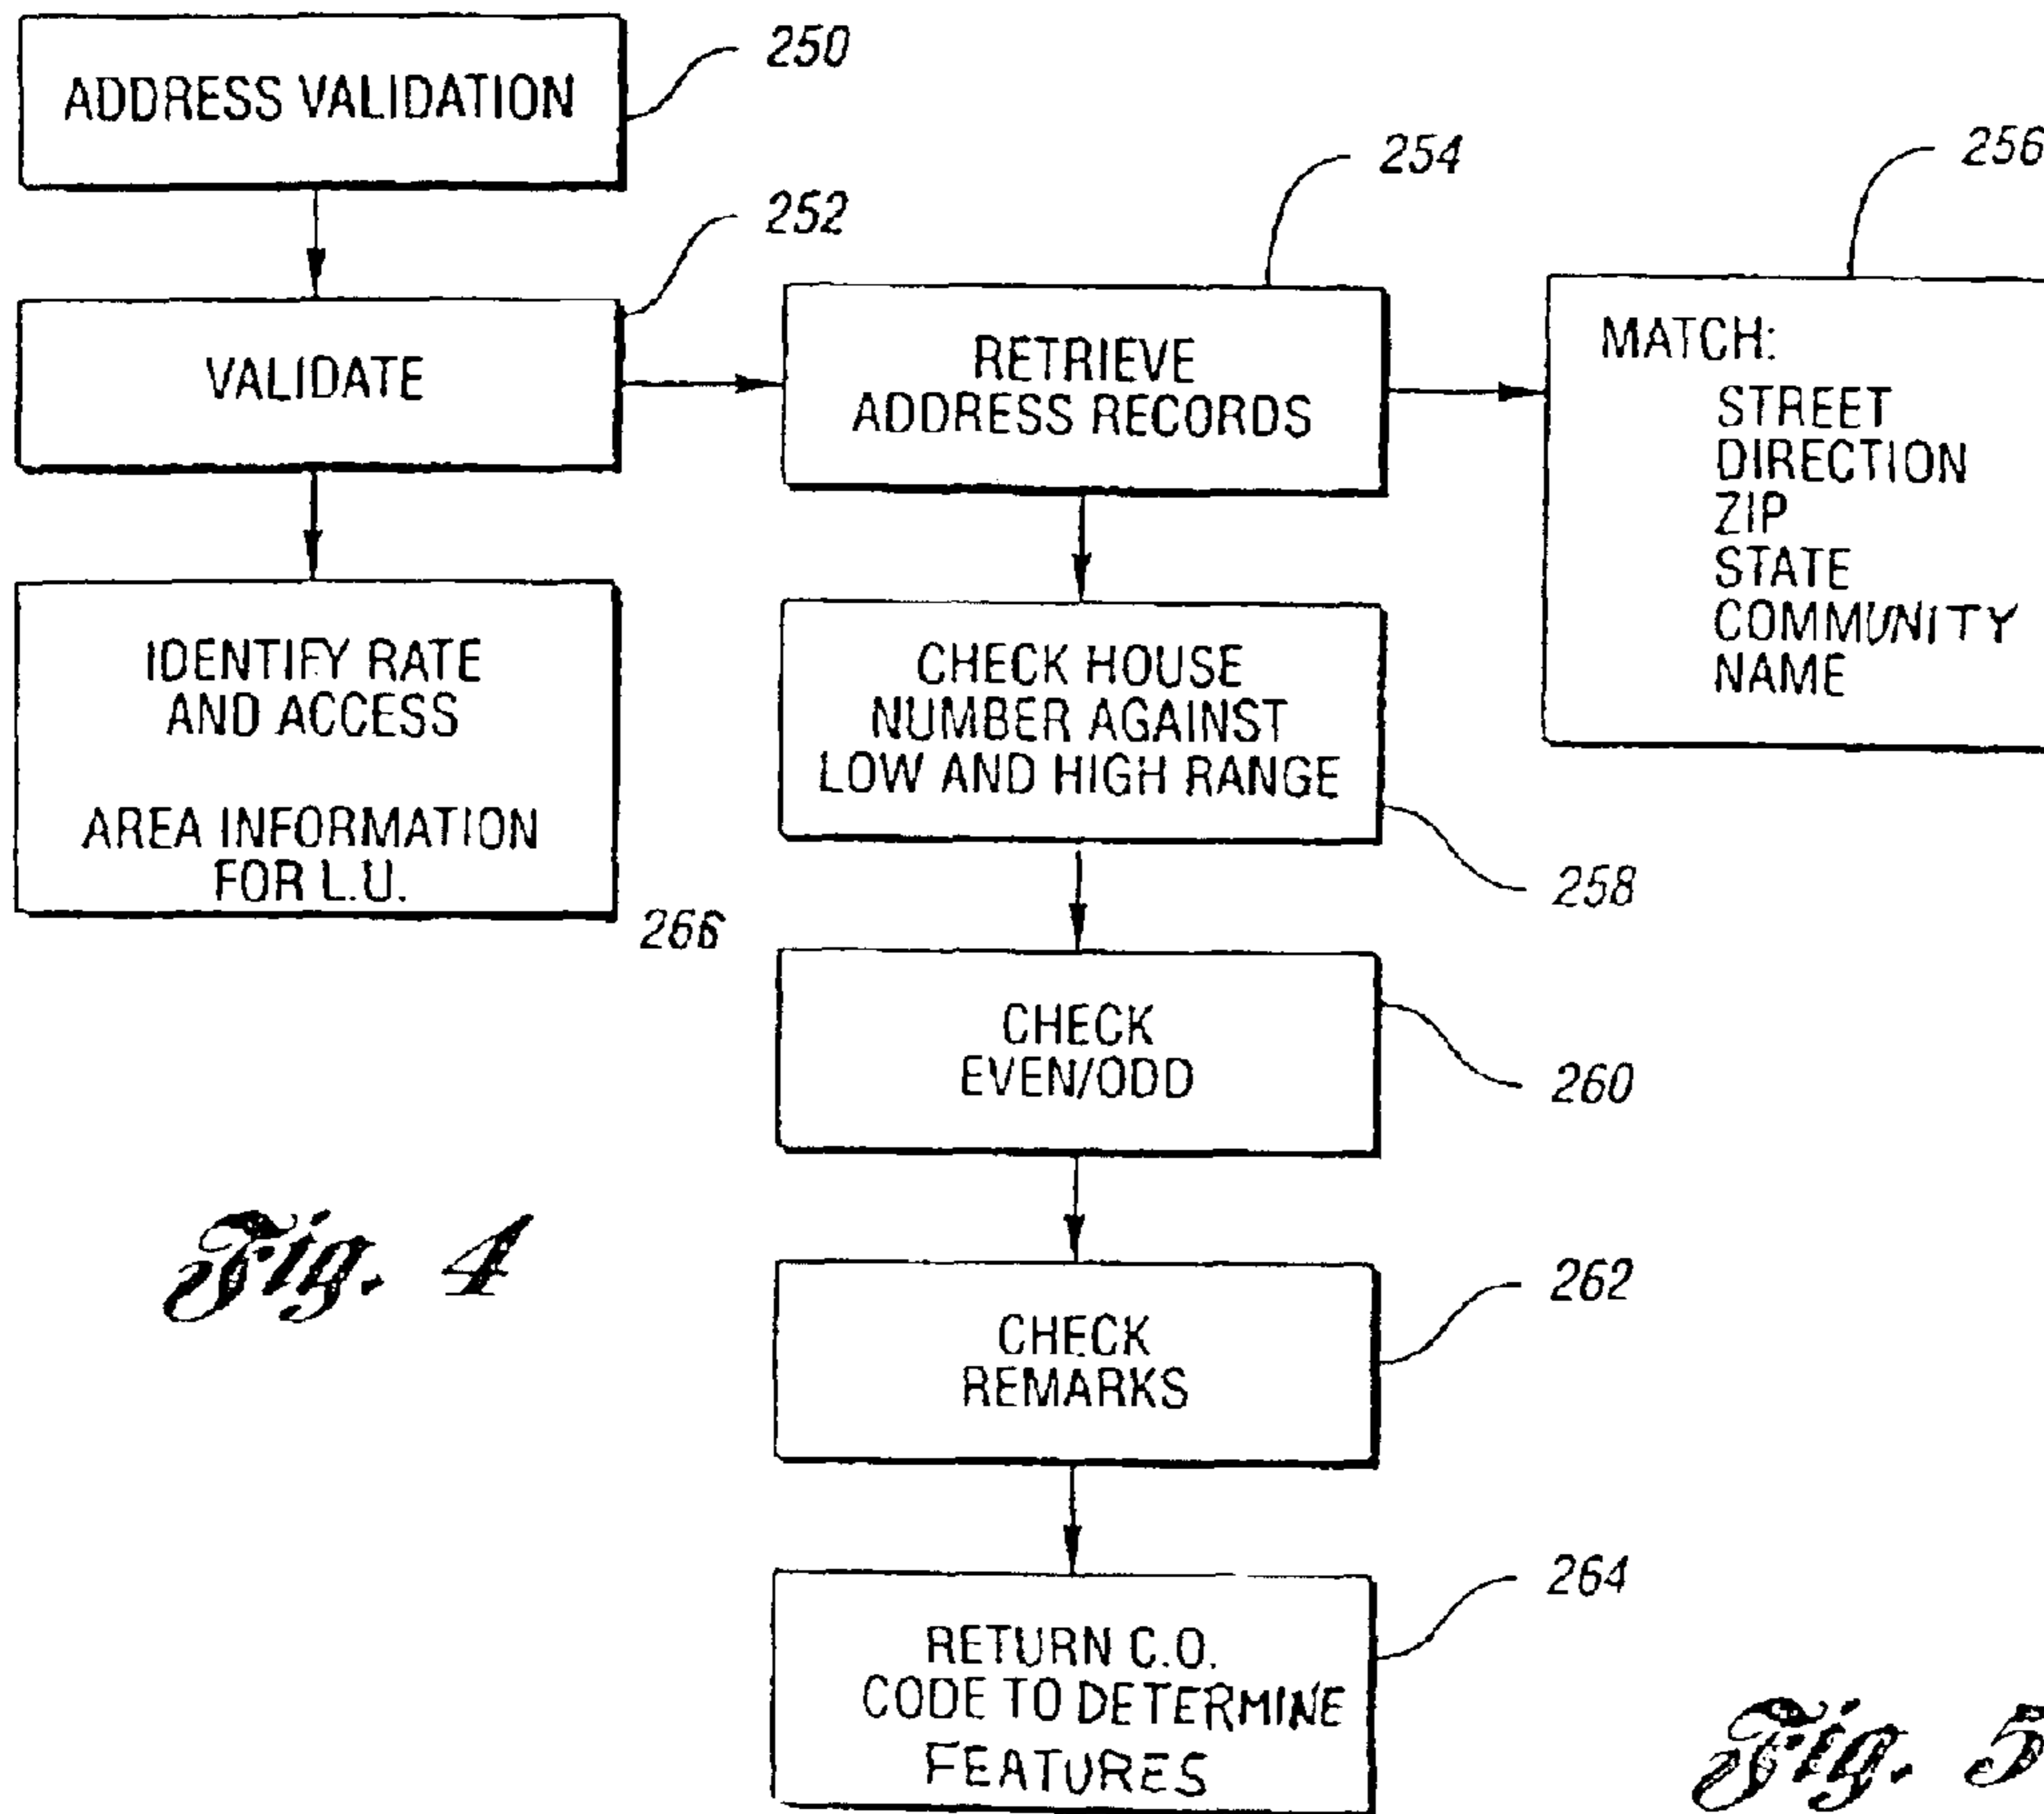 250
ADDRESS VALIDATION
252
VALIDATE
254
RETRIEVE
ADDRESS RECORDS
256
MATCH:
STREET
DIRECTION
ZIP
STATE
COMMUNITY
NAME
IDENTIFY RATE
AND ACCESS
AREA INFORMATION
FOR L.U.
266
CHECK HOUSE
NUMBER AGAINST
LOW AND HIGH RANGE
258
CHECK
EVEN/ODD
260
Fig. 4
CHECK
REMARKS
262
RETURN C.O.
CODE TO DETERMINE
FEATURES
264
Fig. 5